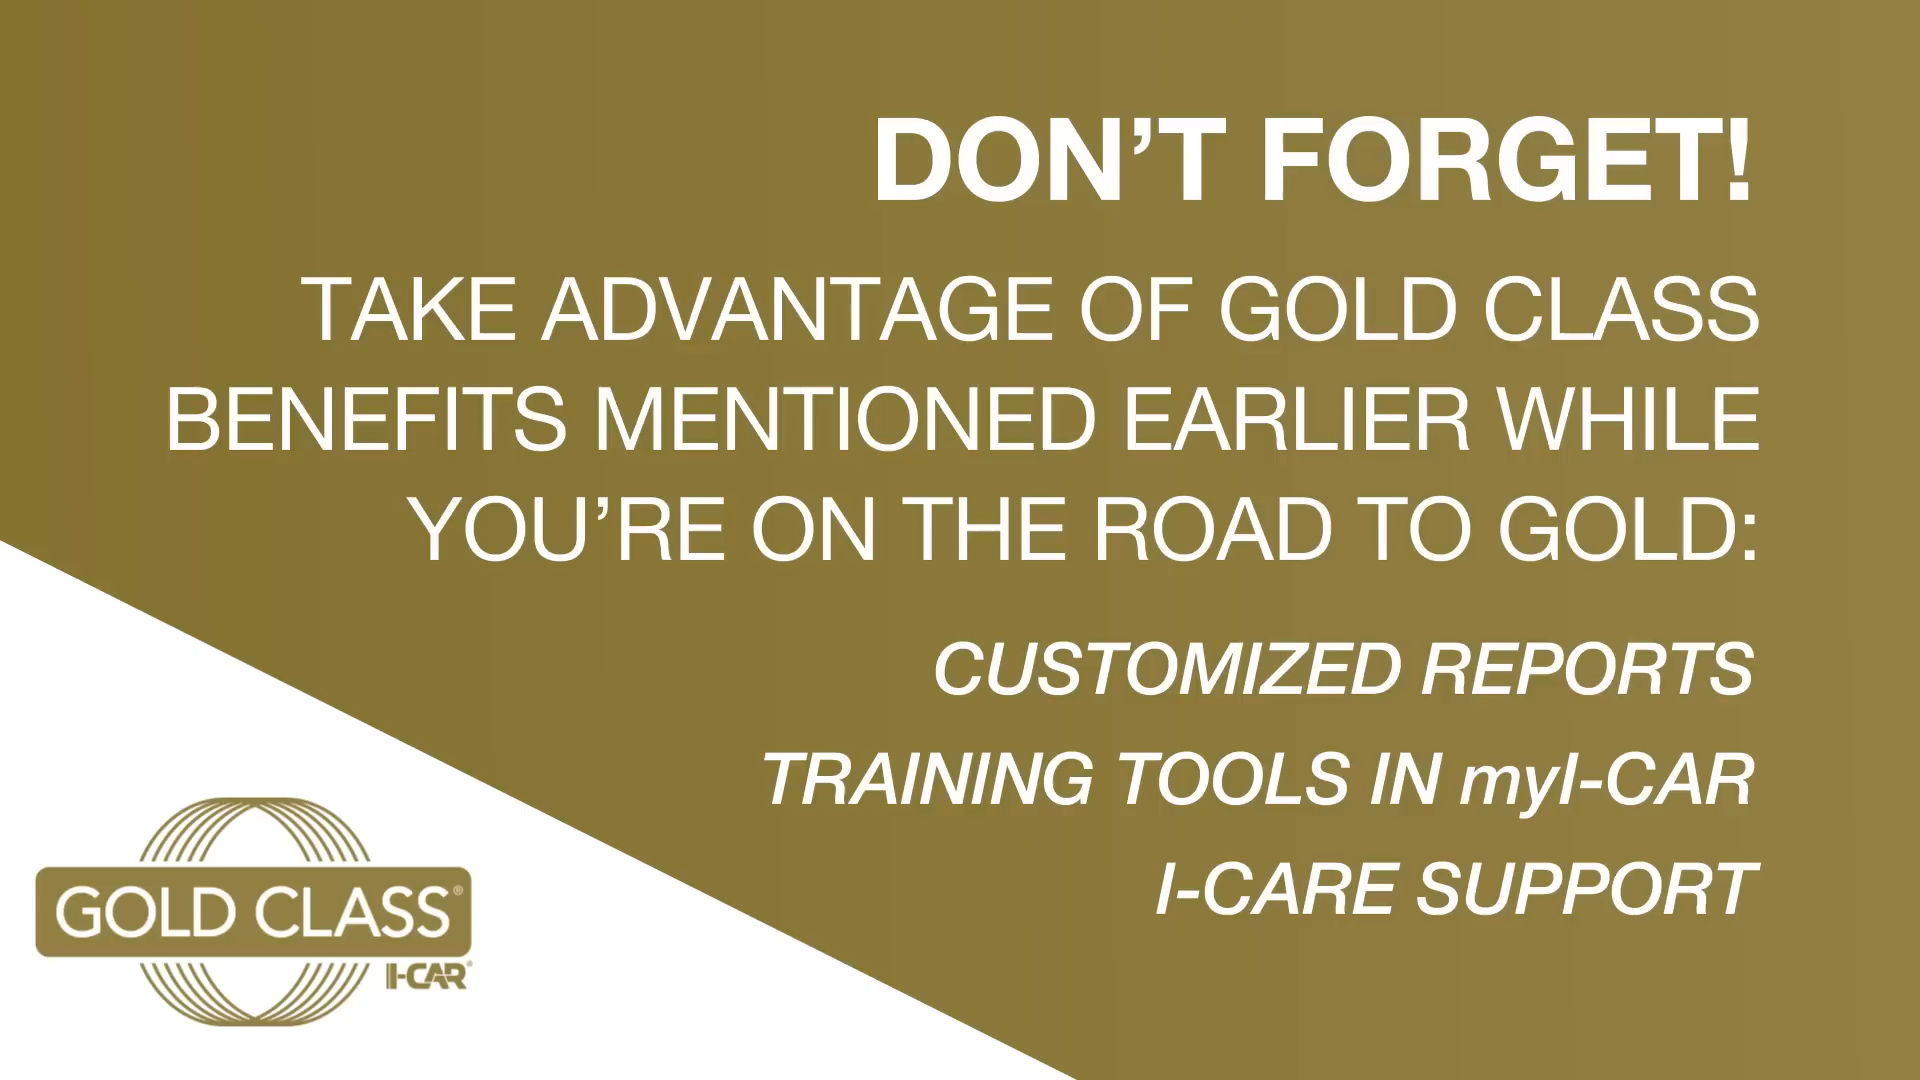 DON’T FORGET!
TAKE ADVANTAGE OF GOLD CLASS
BENEFITS MENTIONED EARLIER WHILE
YOU’RE ON THE ROAD TO GOLD:
CUSTOMIZED REPORTS
TRAINING TOOLS IN myI-CAR
I-CARE SUPPORT
GOLD CLASS®
I-CAR®